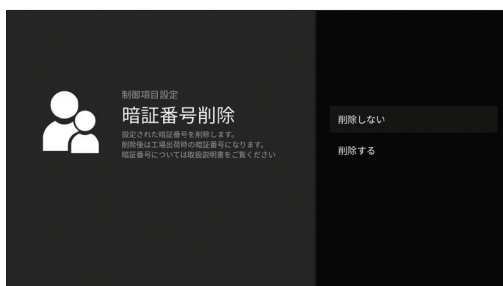 制御項目設定
暗証番号削除
設定された暗証番号を削除します。
削除後は工場出荷時の暗証番号になります。
暗証番号については取扱説明書をご覧ください
削除しない
削除する